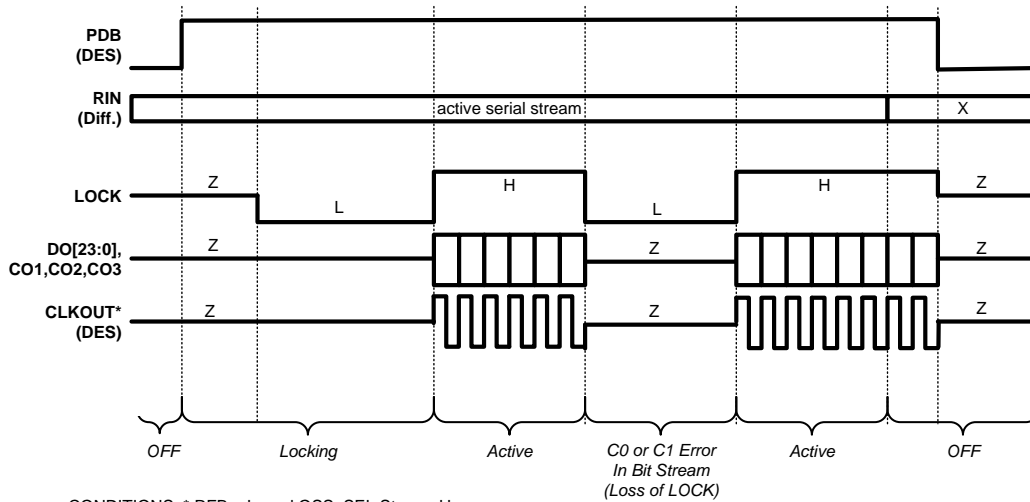 PDB
(DES)
RIN
(Diff.)
active serial stream
X
LOCK
Z
L
H
L
H
Z
DO[23:0],
CO1,CO2,CO3
Z
Z
Z
CLKOUT*
(DES)
Z
Z
Z
OFF
Locking
Active
C0 or C1 Error
In Bit Stream
(Loss of LOCK)
Active
OFF